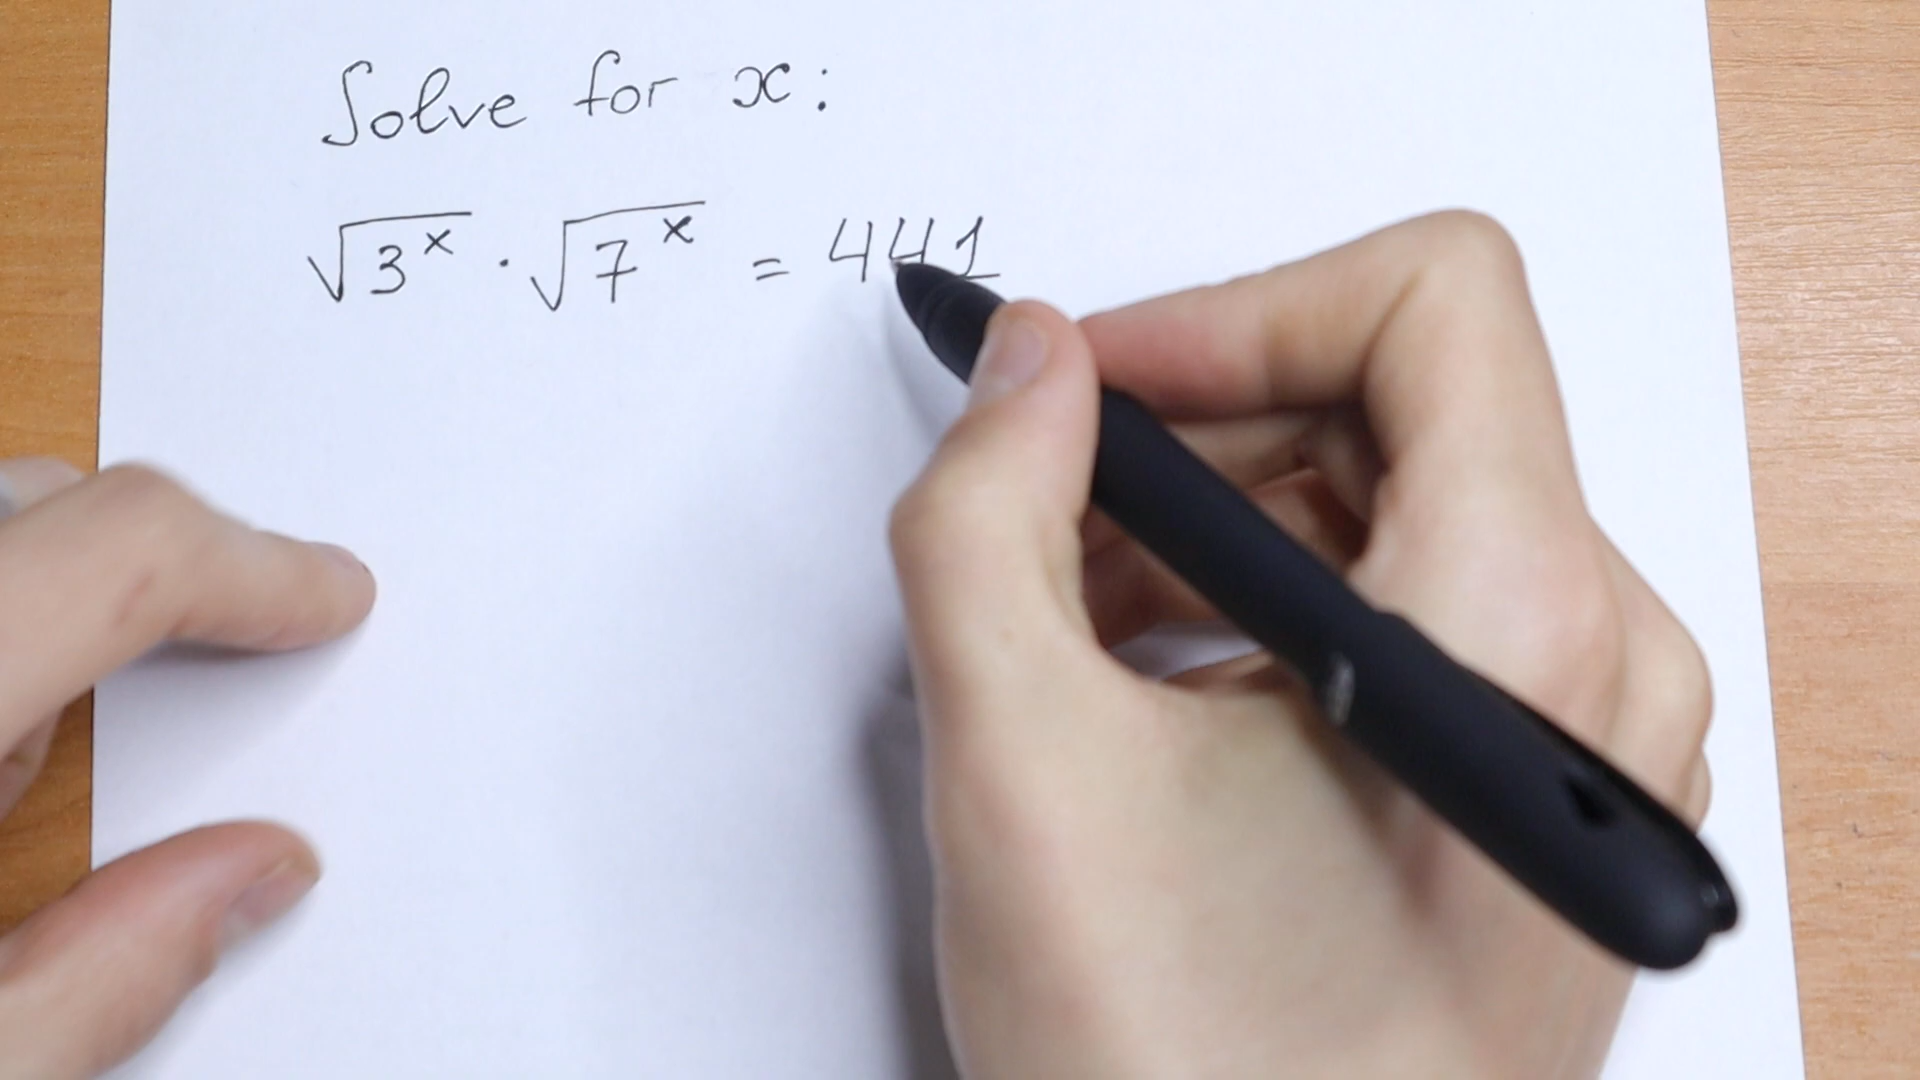 Solve for x:
√3ˣ · √7ˣ = 441